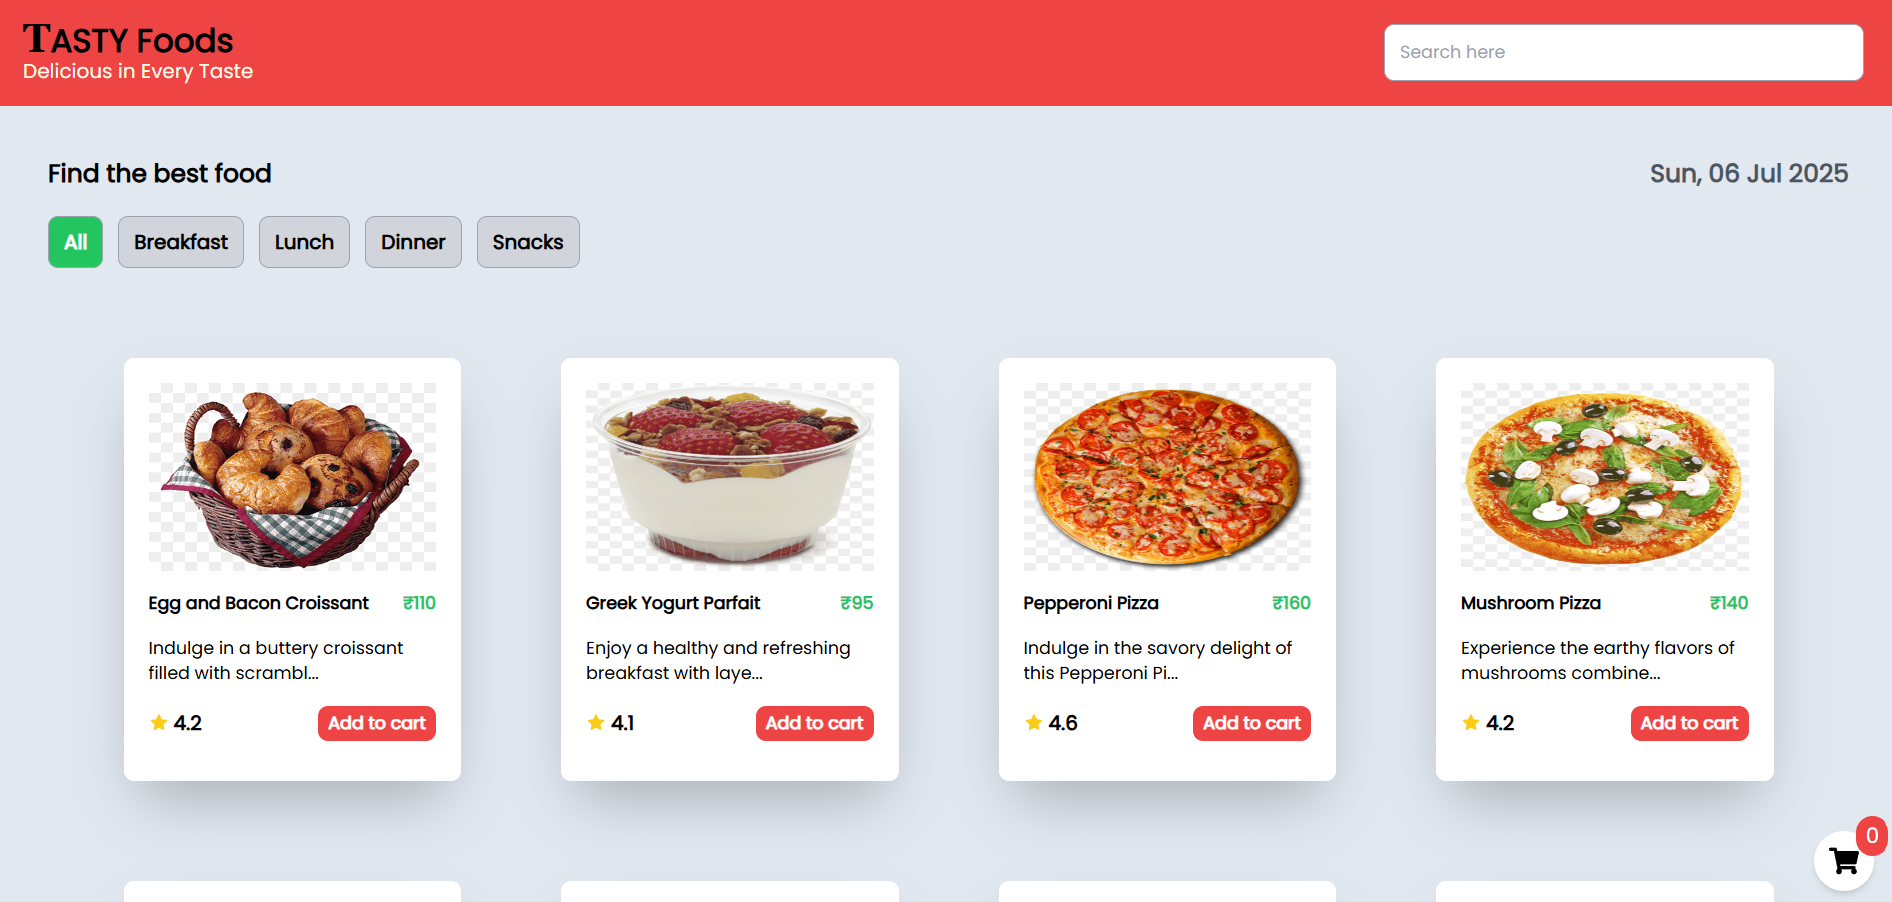 TASTY Foods
Delicious in Every Taste
Search here
Find the best food
Sun, 06 Jul 2025
All Breakfast Lunch Dinner Snacks
Egg and Bacon Croissant ₹110
Indulge in a buttery croissant
filled with scrambl...
4.2 Add to cart
Greek Yogurt Parfait ₹95
Enjoy a healthy and refreshing
breakfast with laye...
4.1 Add to cart
Pepperoni Pizza ₹160
Indulge in the savory delight of
this Pepperoni Pi...
4.6 Add to cart
Mushroom Pizza ₹140
Experience the earthy flavors of
mushrooms combine...
4.2 Add to cart
0